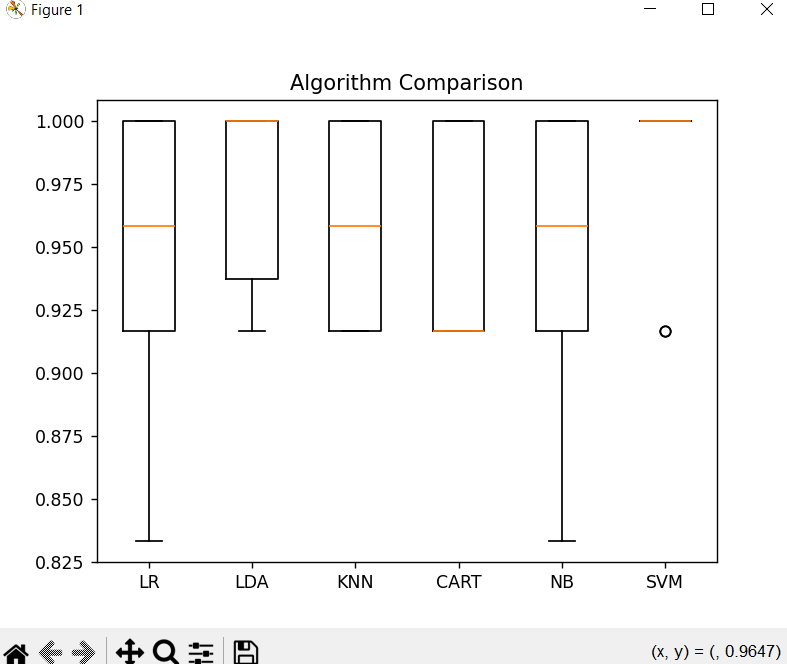 Figure 1
Algorithm Comparison
1.000
0.975
0.950
0.925
0.900
0.875
0.850
0.825
LR LDA KNN CART NB SVM
(x, y) = (, 0.9647)